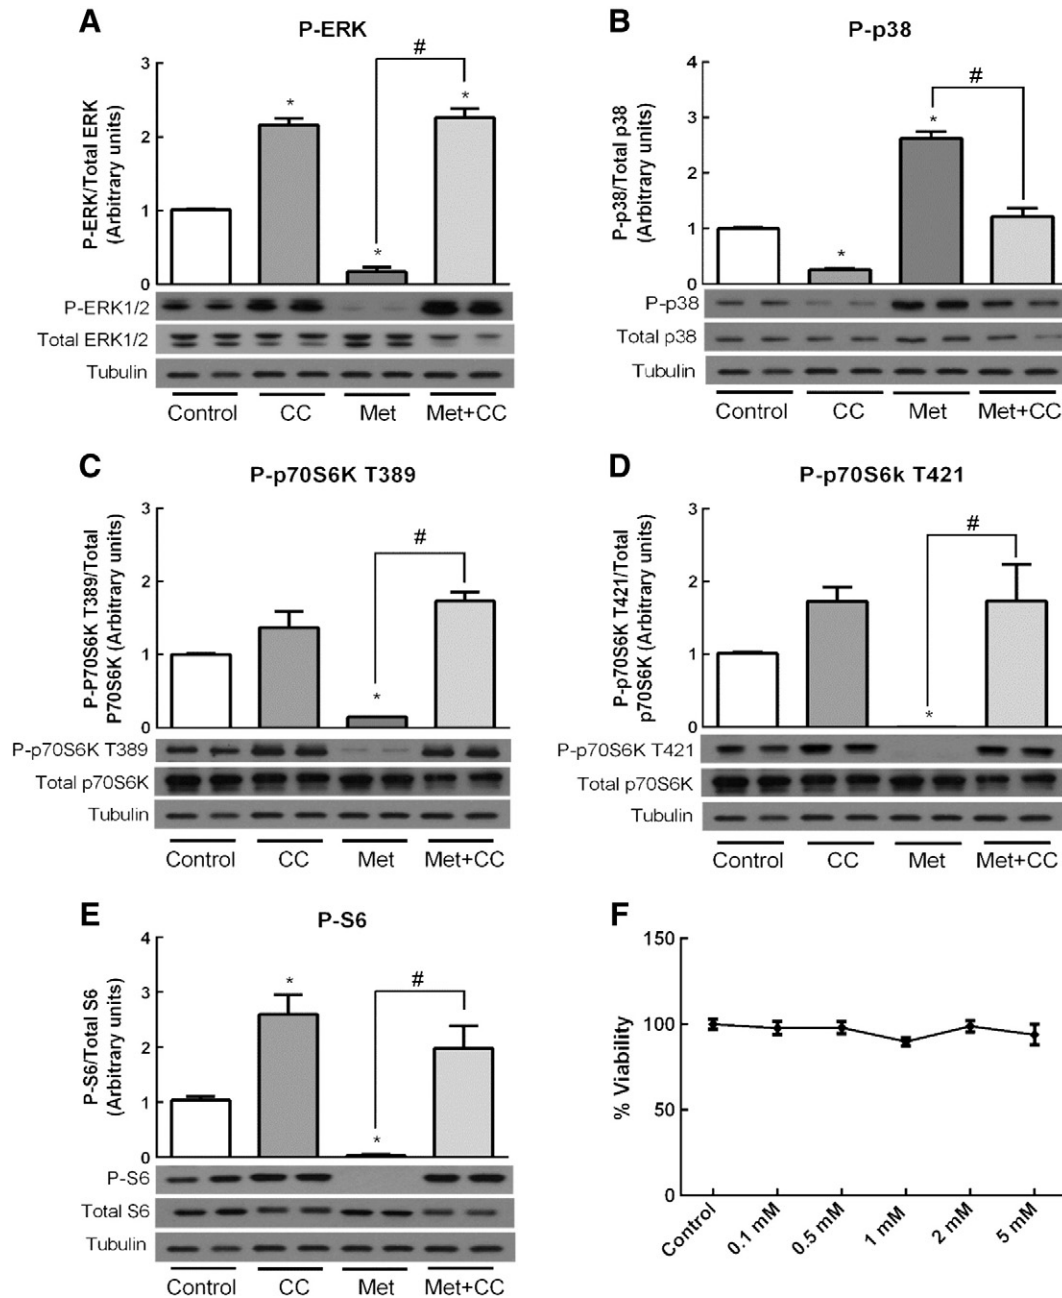 A
P-ERK
P-ERK/Total ERK
(Arbitrary units)
3
2
1
0
*
*
#
*
P-ERK1/2
Total ERK1/2
Tubulin
Control CC Met Met+CC
B
P-p38
P-p38/Total p38
(Arbitrary units)
4
3
2
1
0
*
*
#
P-p38
Total p38
Tubulin
Control CC Met Met+CC
C
P-p70S6K T389
P-P70S6K T389/Total
P70S6K (Arbitrary units)
3
2
1
0
*
#
P-p70S6K T389
Total p70S6K
Tubulin
Control CC Met Met+CC
D
P-p70S6k T421
P-p70S6K T421/Total
p70S6K (Arbitrary units)
3
2
1
0
*
#
P-p70S6K T421
Total p70S6K
Tubulin
Control CC Met Met+CC
E
P-S6
P-S6/Total S6
(Arbitrary units)
4
3
2
1
0
*
*
#
P-S6
Total S6
Tubulin
Control CC Met Met+CC
F
% Viability
150
100
50
0
Control 0.1 mM 0.5 mM 1 mM 2 mM 5 mM